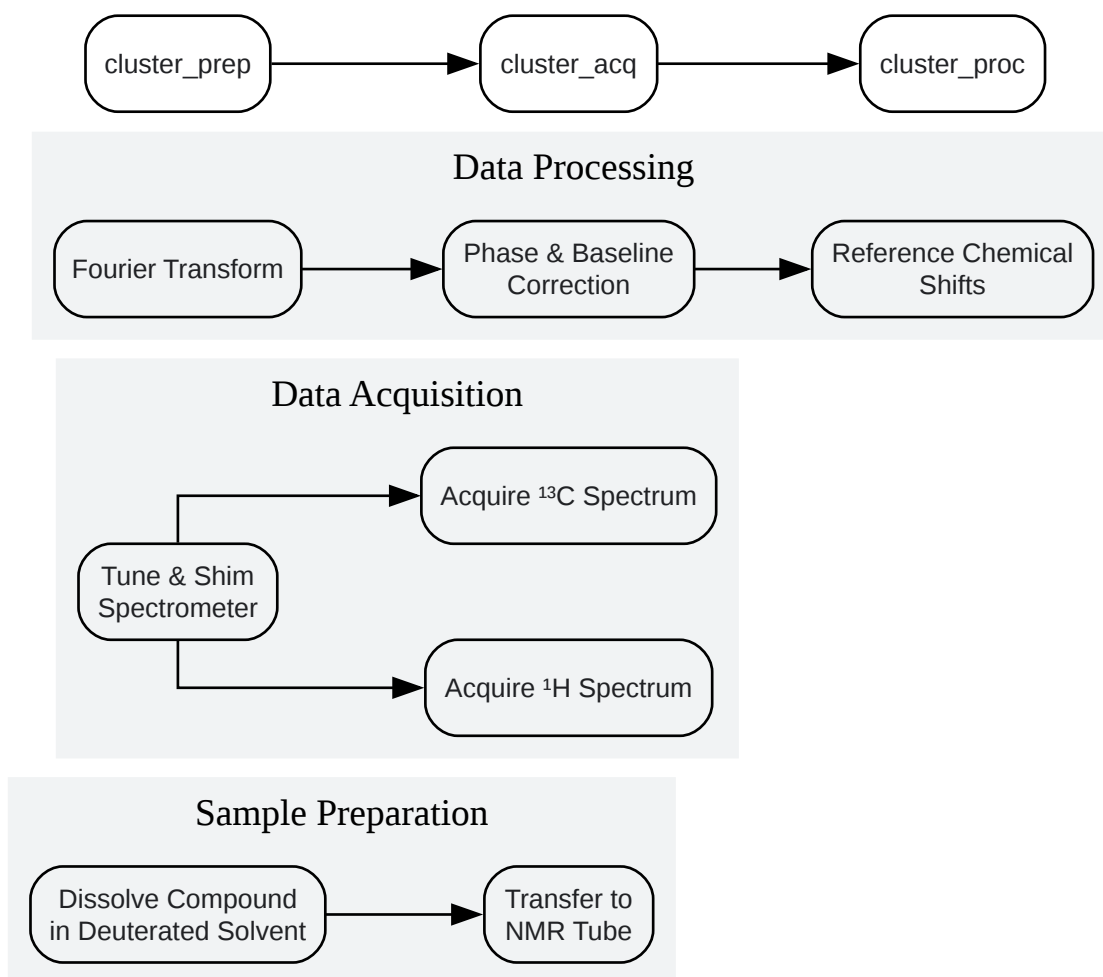 cluster_prep
cluster_acq
cluster_proc
Data Processing
Fourier Transform
Phase & Baseline
Correction
Reference Chemical
Shifts
Data Acquisition
Acquire ¹³C Spectrum
Tune & Shim
Spectrometer
Acquire ¹H Spectrum
Sample Preparation
Dissolve Compound
in Deuterated Solvent
Transfer to
NMR Tube